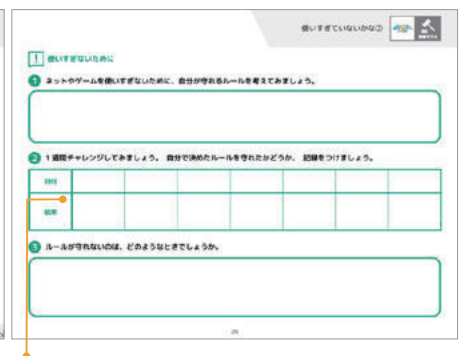 使いすぎていないかな②
使いすぎないために
1 ネットやゲームを使いすぎないために、自分が守れるルールを考えてみましょう。
2 1週間チャレンジしてみましょう。 自分で決めたルールを守れたかどうか、 記録をつけましょう。
日付
結果
3 ルールが守れないのは、どのようなときでしょうか。